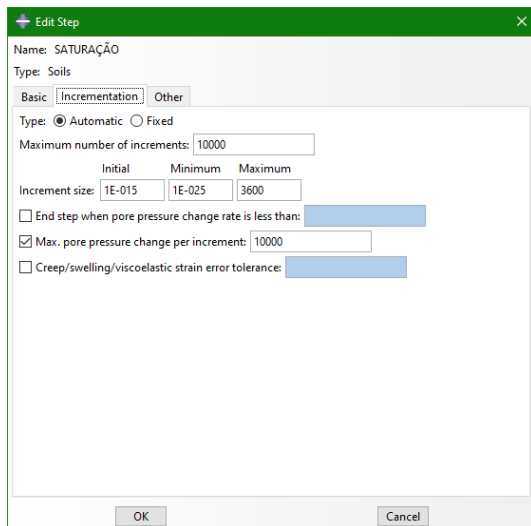 Edit Step
Name: SATURAÇÃO
Type: Soils
Basic Incrementation Other
Type: Automatic Fixed
Maximum number of increments: 10000
Initial Minimum Maximum
Increment size: 1E-015 1E-025 3600
End step when pore pressure change rate is less than:
Max. pore pressure change per increment: 10000
Creep/swelling/viscoelastic strain error tolerance:
OK Cancel